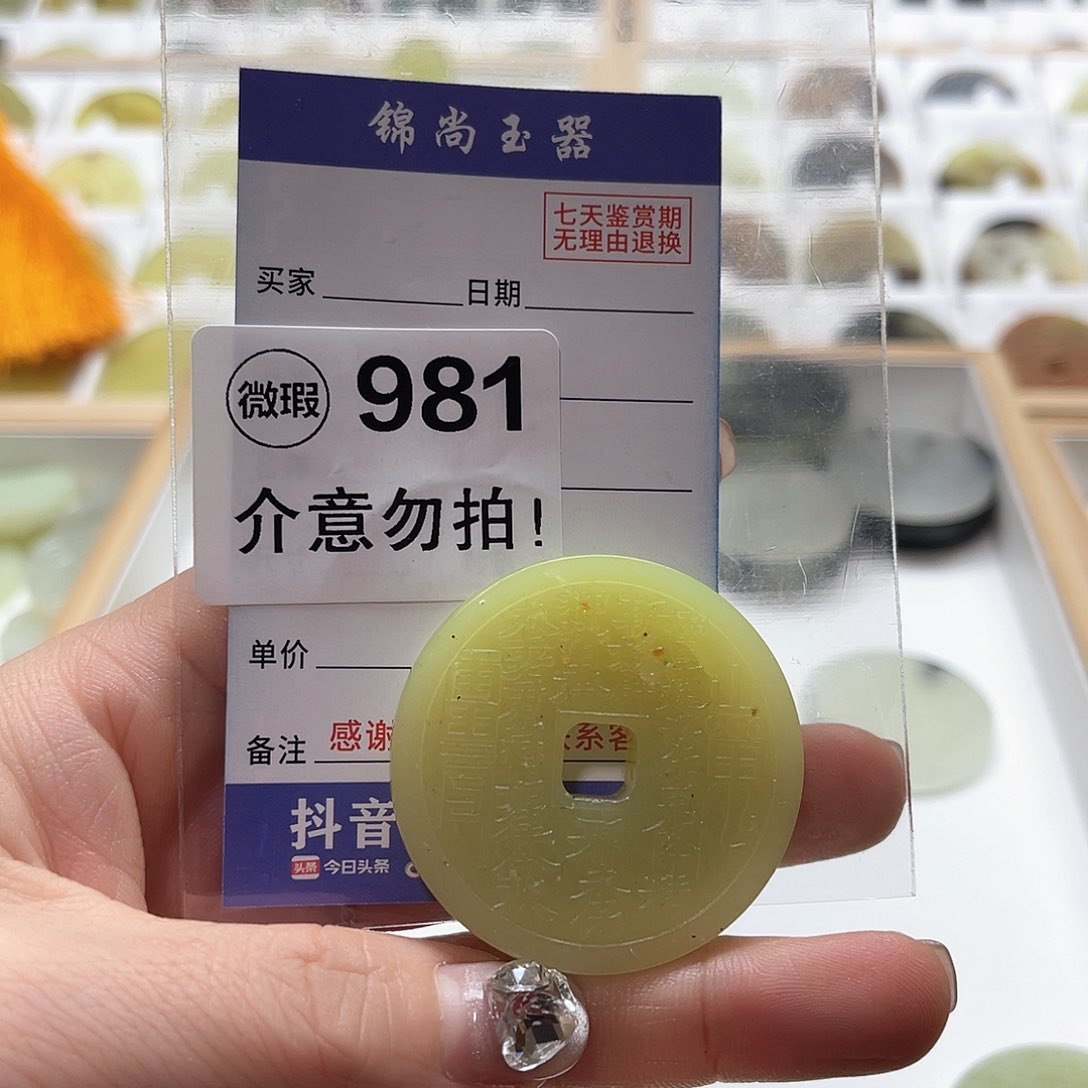 锦尚玉器
七天鉴赏期
无理由退换
买家 日期
微瑕 981
介意勿拍!
单价
备注 感谢 系客
抖音
头条 今日头条